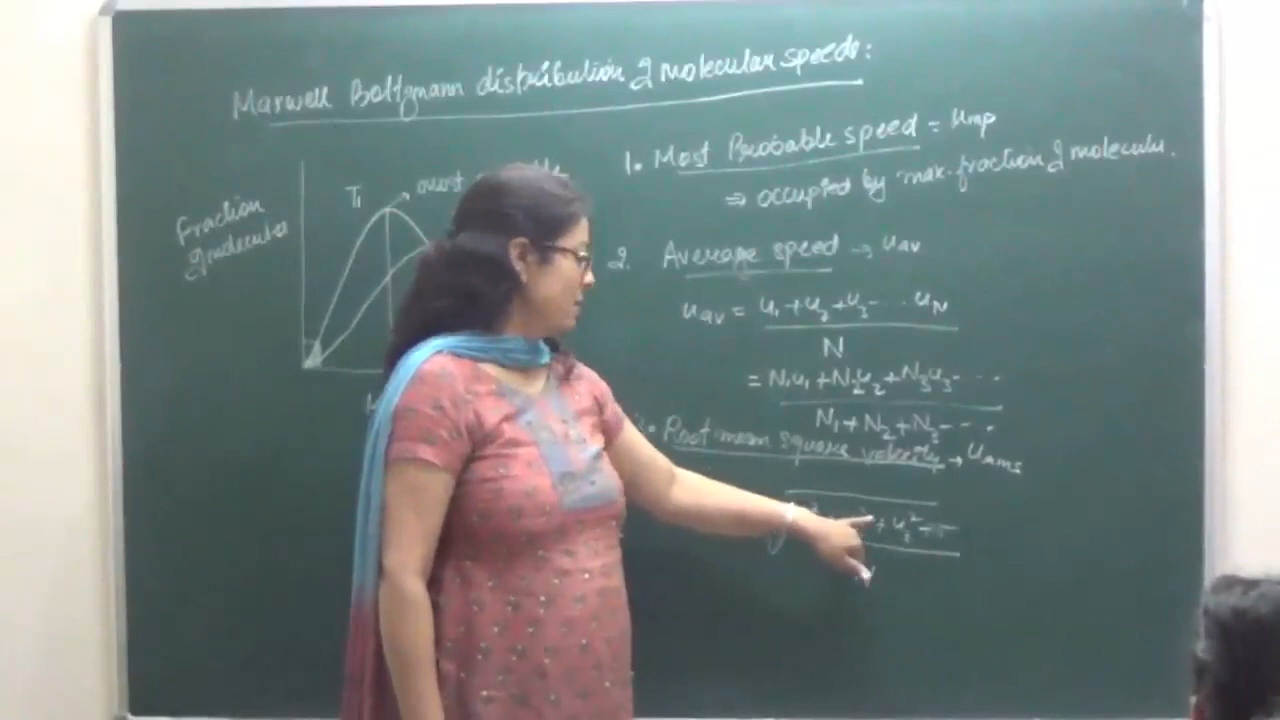 Maxwell Boltzmann distribution of molecular speeds:
1. Most Probable speed = ump
⇒ occupied by max. fraction of molecules.
T1 → most
Fraction
of molecules
2. Average speed → uav
uav = u1 + u2 + u3 ---- uN
N
= N1u1 + N2u2 + N3u3 ----
N1 + N2 + N3 ----
Root mean square velocity → urms
+ u3²
N